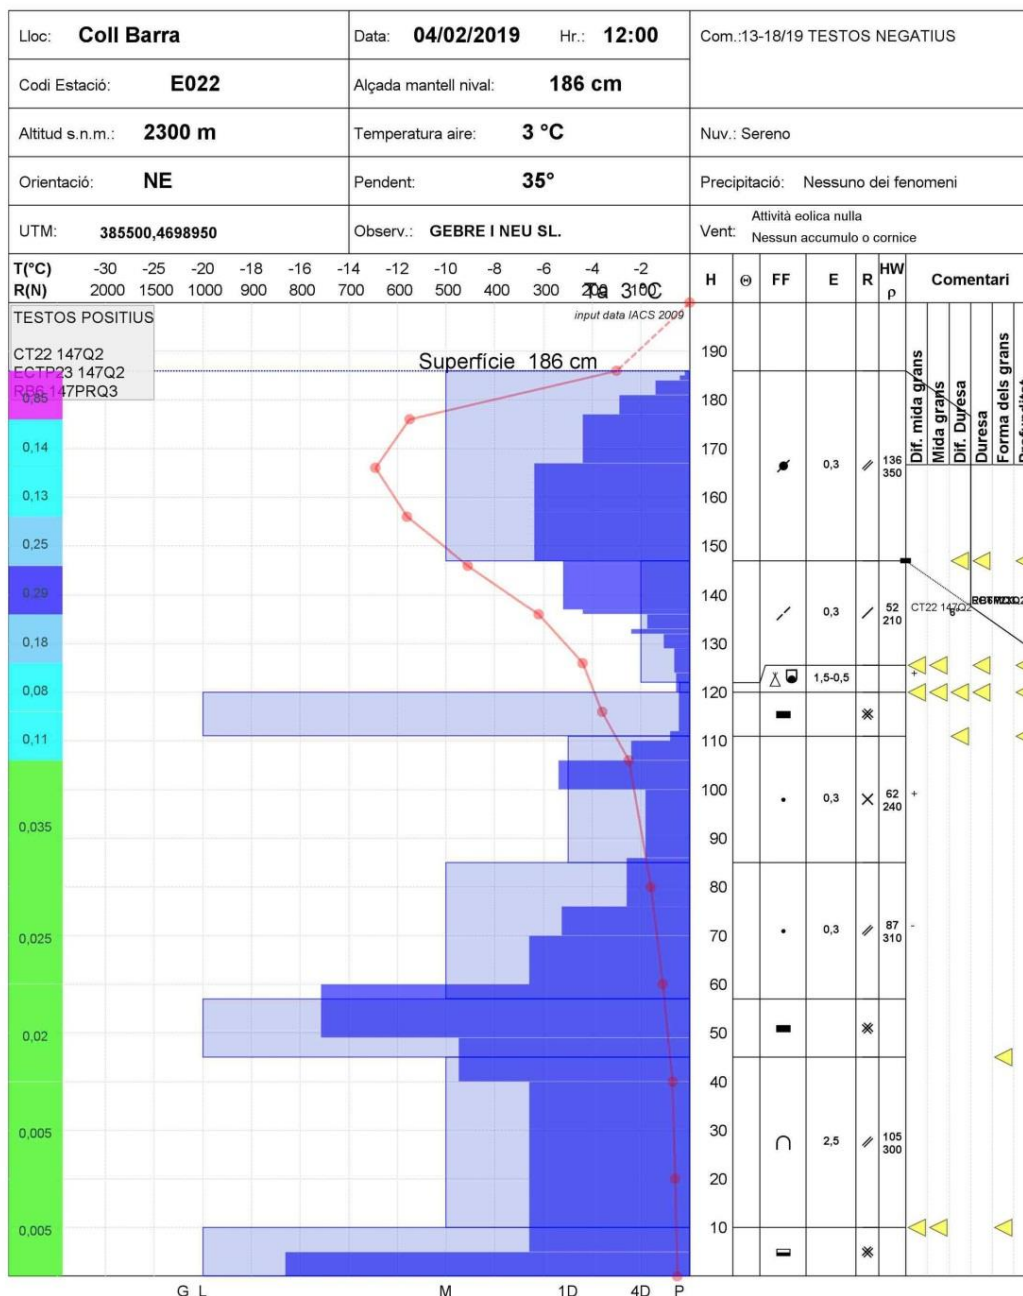 Lloc: Coll Barra
Data: 04/02/2019 Hr.: 12:00
Com.:13-18/19 TESTOS NEGATIUS
Codi Estació: E022
Alçada mantell nival: 186 cm
Altitud s.n.m.: 2300 m
Temperatura aire: 3 °C
Nuv.: Sereno
Orientació: NE
Pendent: 35°
Precipitació: Nessuno dei fenomeni
UTM: 385500,4698950
Observ.: GEBRE I NEU SL.
Vent: Attività eolica nulla
Nessun accumulo o cornice
T(°C) -30 -25 -20 -18 -16 -14 -12 -10 -8 -6 -4 -2
R(N) 2000 1500 1000 900 800 700 600 500 400 300 200 100
H Θ FF E R HW ρ Comentari
Ta 3 °C
input data IACS 2009
TESTOS POSITIUS
CT22 147Q2
ECTP23 147Q2
RB6 147PRQ3
Superfície 186 cm
Dif. mida grans
Mida grans
Dif. Duresa
Duresa
Forma dels grans
190
180
170
160
150
140
130
120
110
100
90
80
70
60
50
40
30
20
10
0,85
0,14
0,13
0,25
0,29
0,18
0,08
0,11
0,035
0,025
0,02
0,005
0,005
0,3 136
350
0,3 52
210
CT22 147Q2
1,5-0,5 +
0,3 62
240 +
0,3 87
310 -
2,5 105
300
G L M 1D 4D P